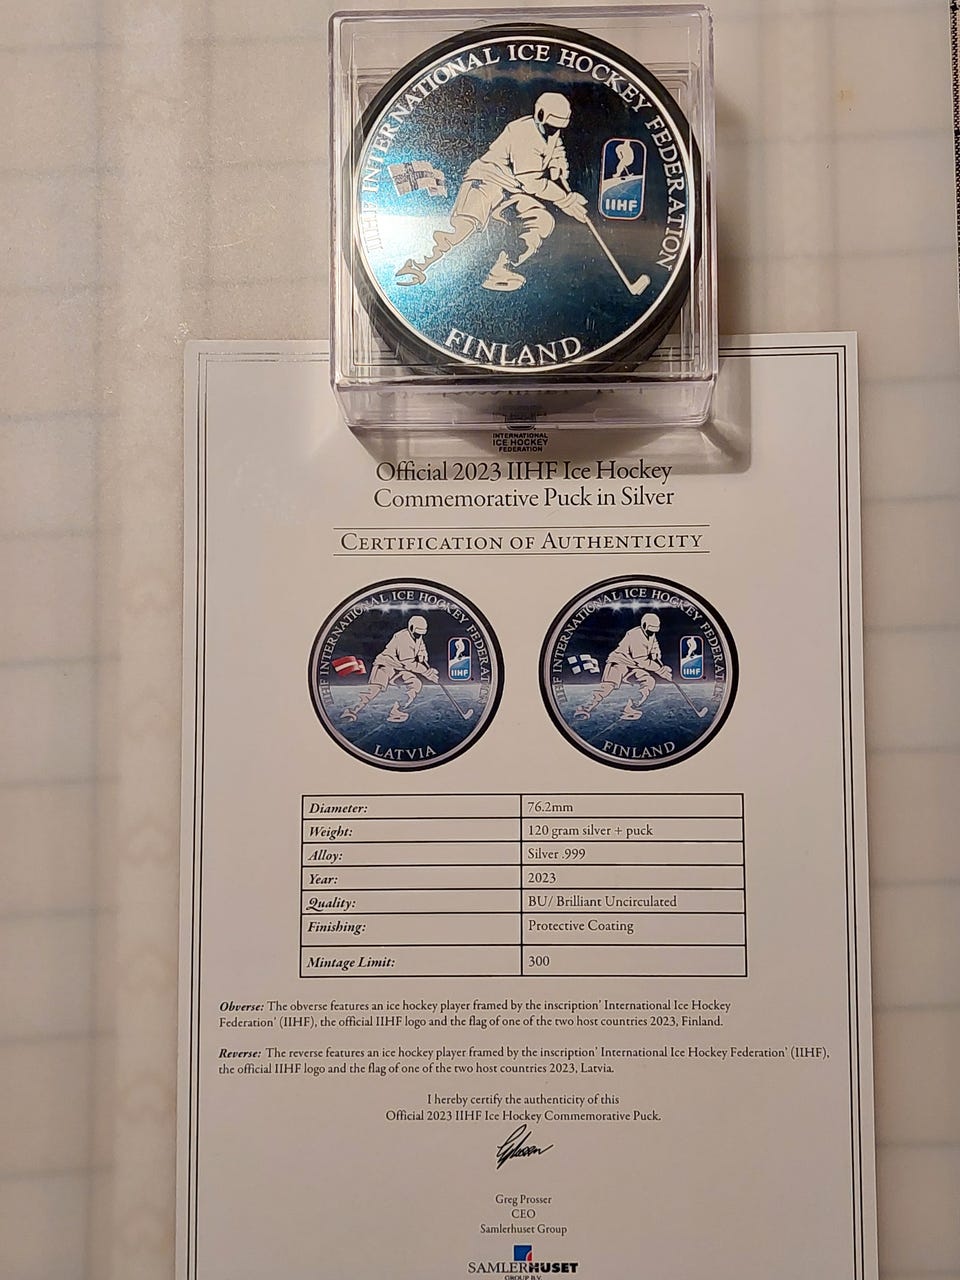 IIHF INTERNATIONAL ICE HOCKEY FEDERATION
IIHF
FINLAND
INTERNATIONAL
ICE HOCKEY
FEDERATION
Official 2023 IIHF Ice Hockey
Commemorative Puck in Silver
CERTIFICATION OF AUTHENTICITY
IIHF INTERNATIONAL ICE HOCKEY FEDERATION
IIHF
LATVIA
IIHF INTERNATIONAL ICE HOCKEY FEDERATION
IIHF
FINLAND
Diameter: 76.2mm
Weight: 120 gram silver + puck
Alloy: Silver .999
Year: 2023
Quality: BU/ Brilliant Uncirculated
Finishing: Protective Coating
Mintage Limit: 300
Obverse: The obverse features an ice hockey player framed by the inscription' International Ice Hockey
Federation' (IIHF), the official IIHF logo and the flag of one of the two host countries 2023, Finland.
Reverse: The reverse features an ice hockey player framed by the inscription' International Ice Hockey Federation' (IIHF),
the official IIHF logo and the flag of one of the two host countries 2023, Latvia.
I hereby certify the authenticity of this
Official 2023 IIHF Ice Hockey Commemorative Puck.
Greg Prosser
CEO
Samlerhuset Group
SAMLERHUSET
GROUP B.V.